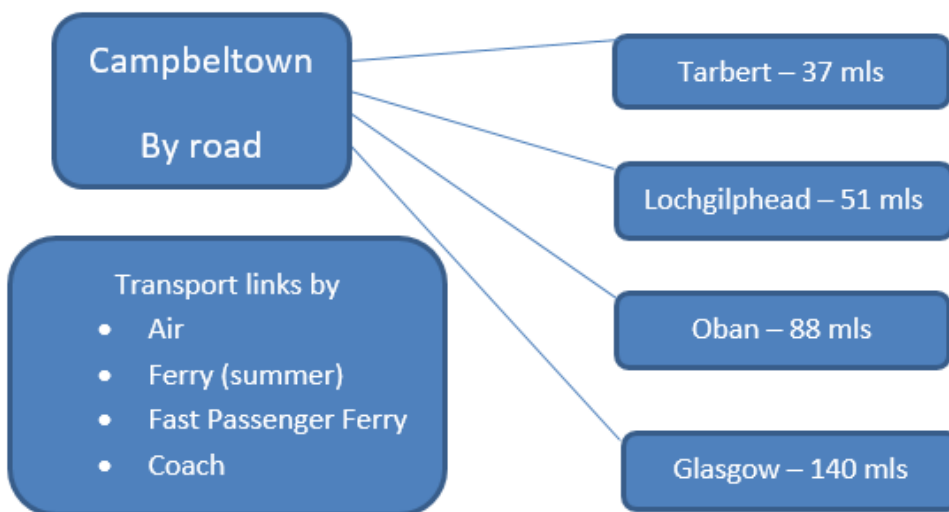 Campbeltown
By road
Tarbert – 37 mls
Lochgilphead – 51 mls
Oban – 88 mls
Glasgow – 140 mls
Transport links by
• Air
• Ferry (summer)
• Fast Passenger Ferry
• Coach